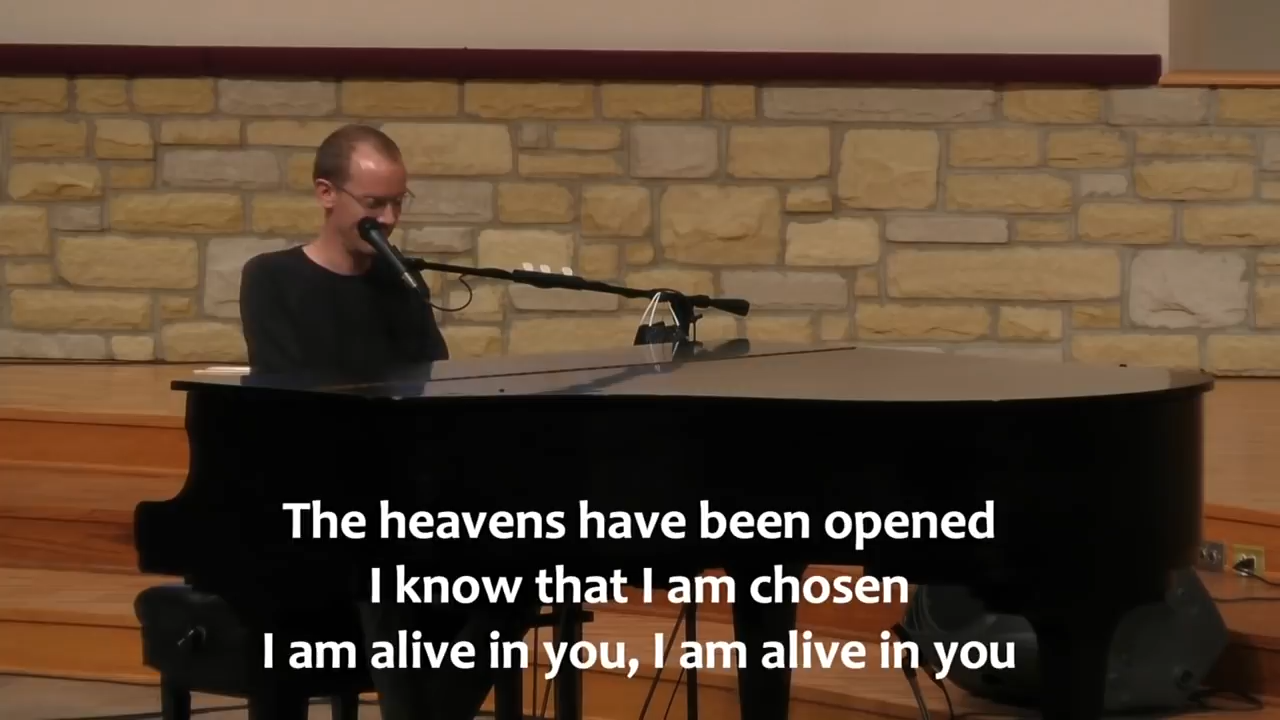 The heavens have been opened
I know that I am chosen
I am alive in you, I am alive in you